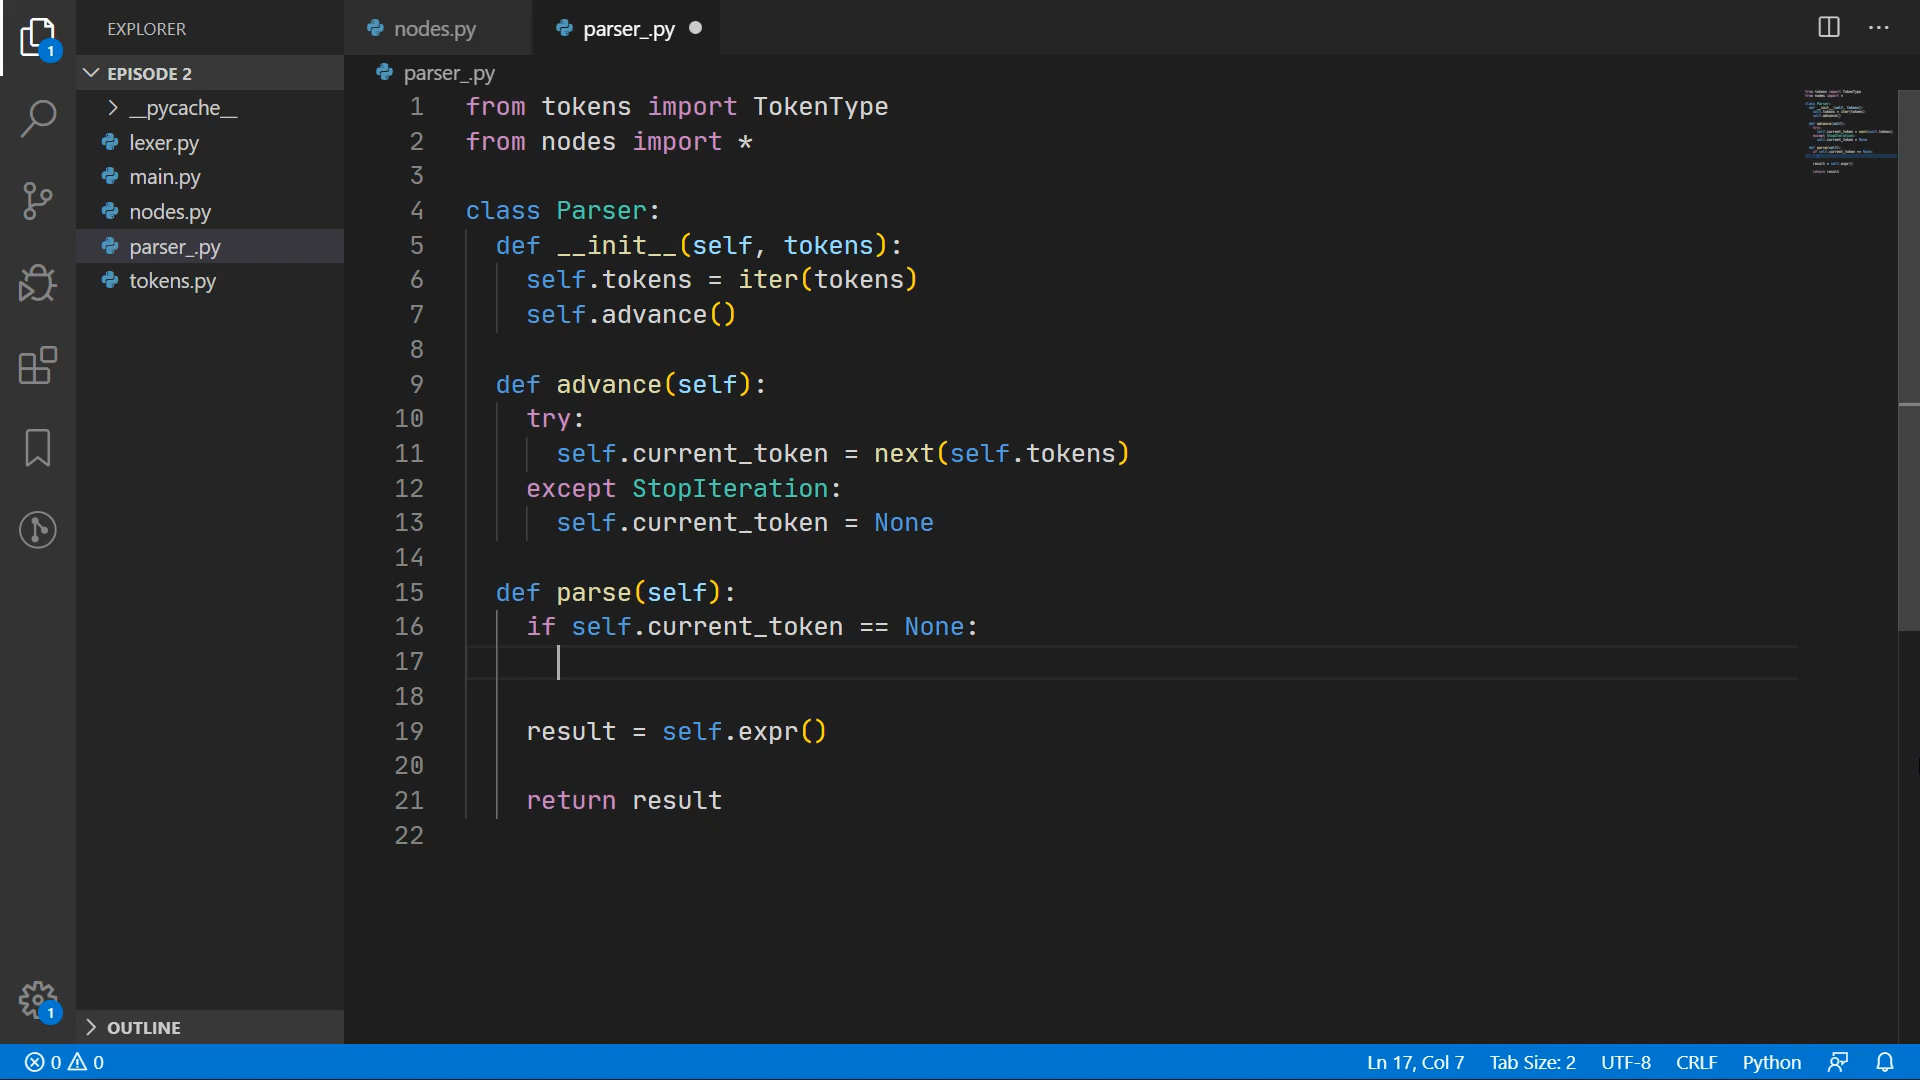 EXPLORER
nodes.py
parser_.py
EPISODE 2
__pycache__
lexer.py
main.py
nodes.py
parser_.py
tokens.py
OUTLINE
parser_.py
1 from tokens import TokenType
2 from nodes import *
3
4 class Parser:
5 def __init__(self, tokens):
6 self.tokens = iter(tokens)
7 self.advance()
8
9 def advance(self):
10 try:
11 self.current_token = next(self.tokens)
12 except StopIteration:
13 self.current_token = None
14
15 def parse(self):
16 if self.current_token == None:
17
18
19 result = self.expr()
20
21 return result
22
1
1
0 0
Ln 17, Col 7 Tab Size: 2 UTF-8 CRLF Python